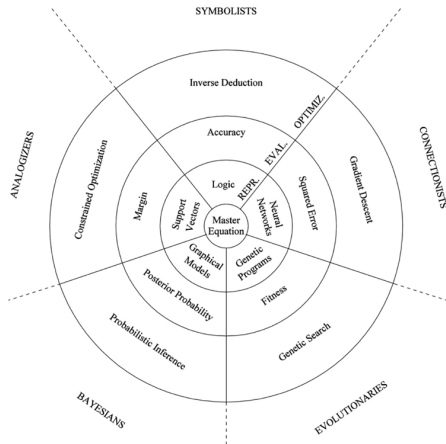 SYMBOLISTS
Inverse Deduction
Accuracy
Logic
REPR.
EVAL.
OPTIMIZ.
ANALOGIZERS
Constrained Optimization
Margin
Support
Vectors
Master
Equation
Neural
Networks
Squared Error
Gradient Descent
CONNECTIONISTS
Graphical
Models
Posterior Probability
Probabilistic Inference
BAYESIANS
Genetic
Programs
Fitness
Genetic Search
EVOLUTIONARIES